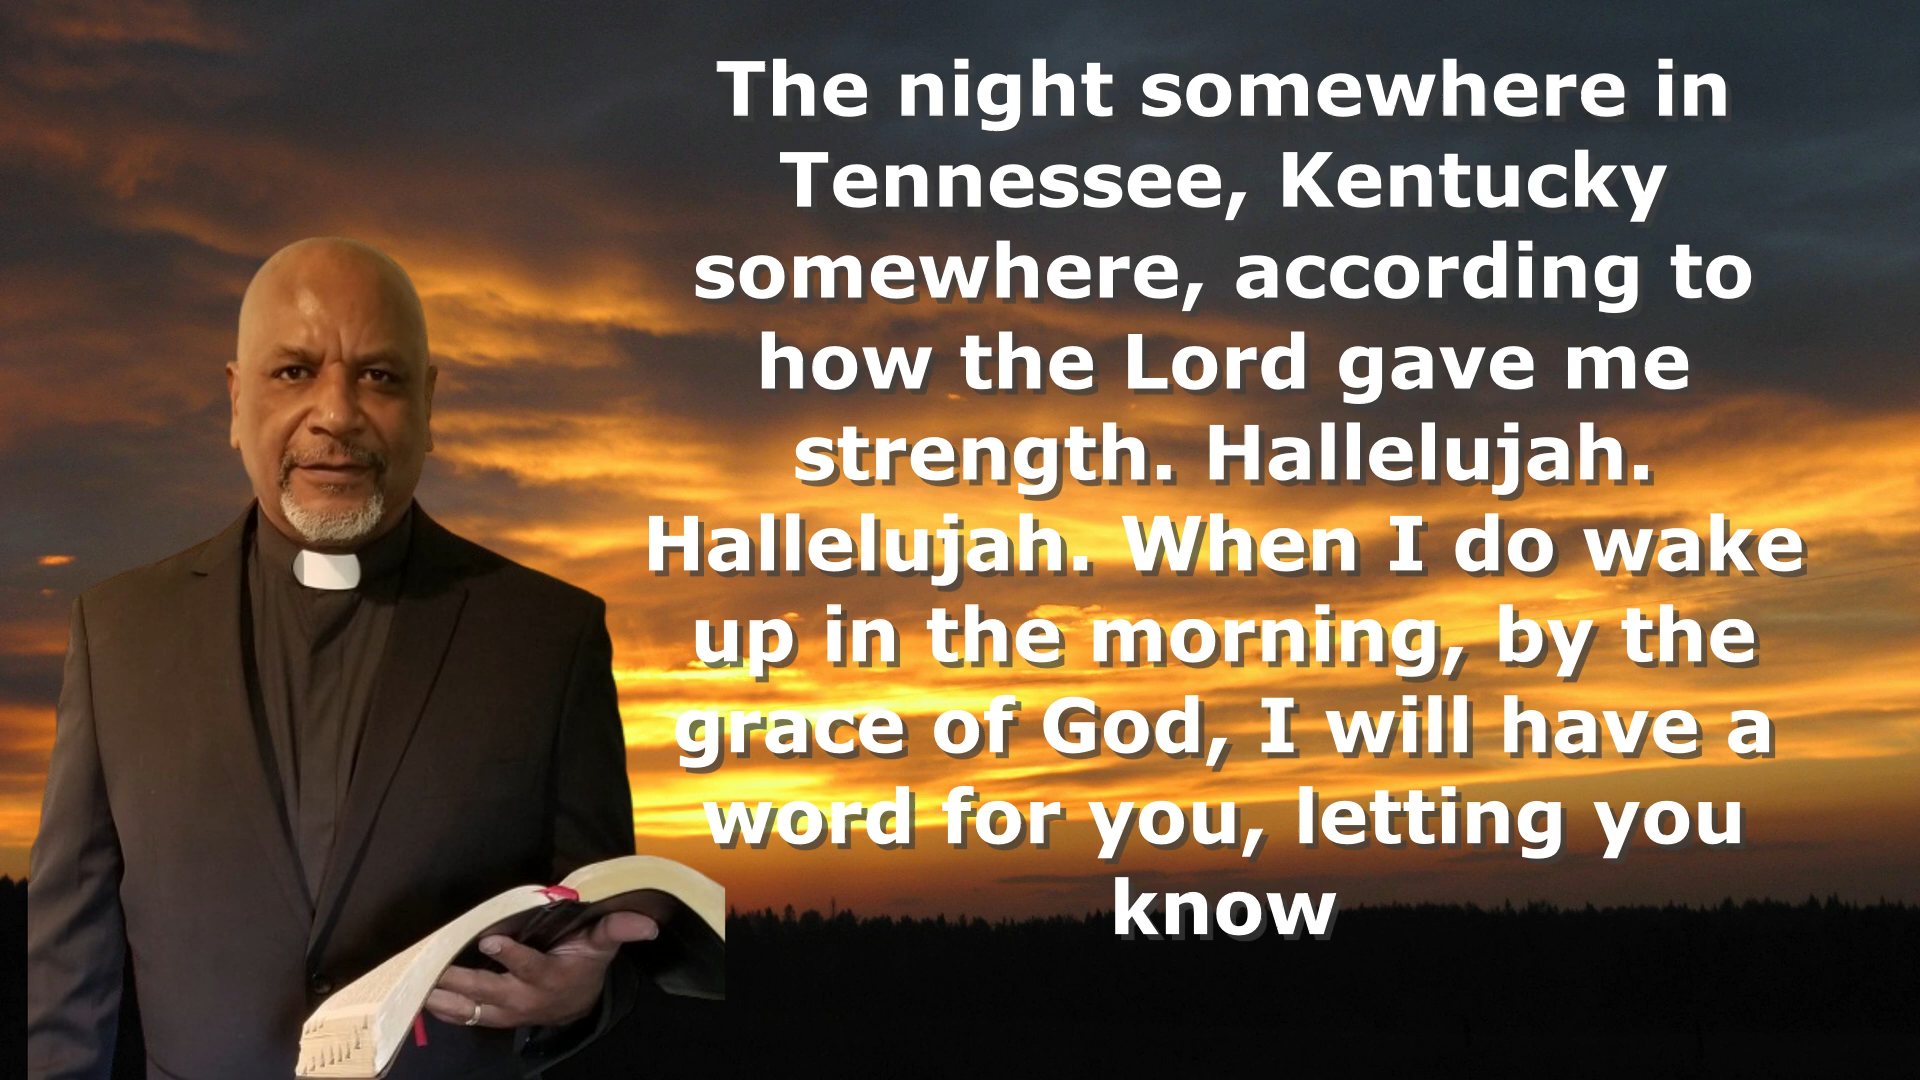 The night somewhere in
Tennessee, Kentucky
somewhere, according to
how the Lord gave me
strength. Hallelujah.
Hallelujah. When I do wake
up in the morning, by the
grace of God, I will have a
word for you, letting you
know